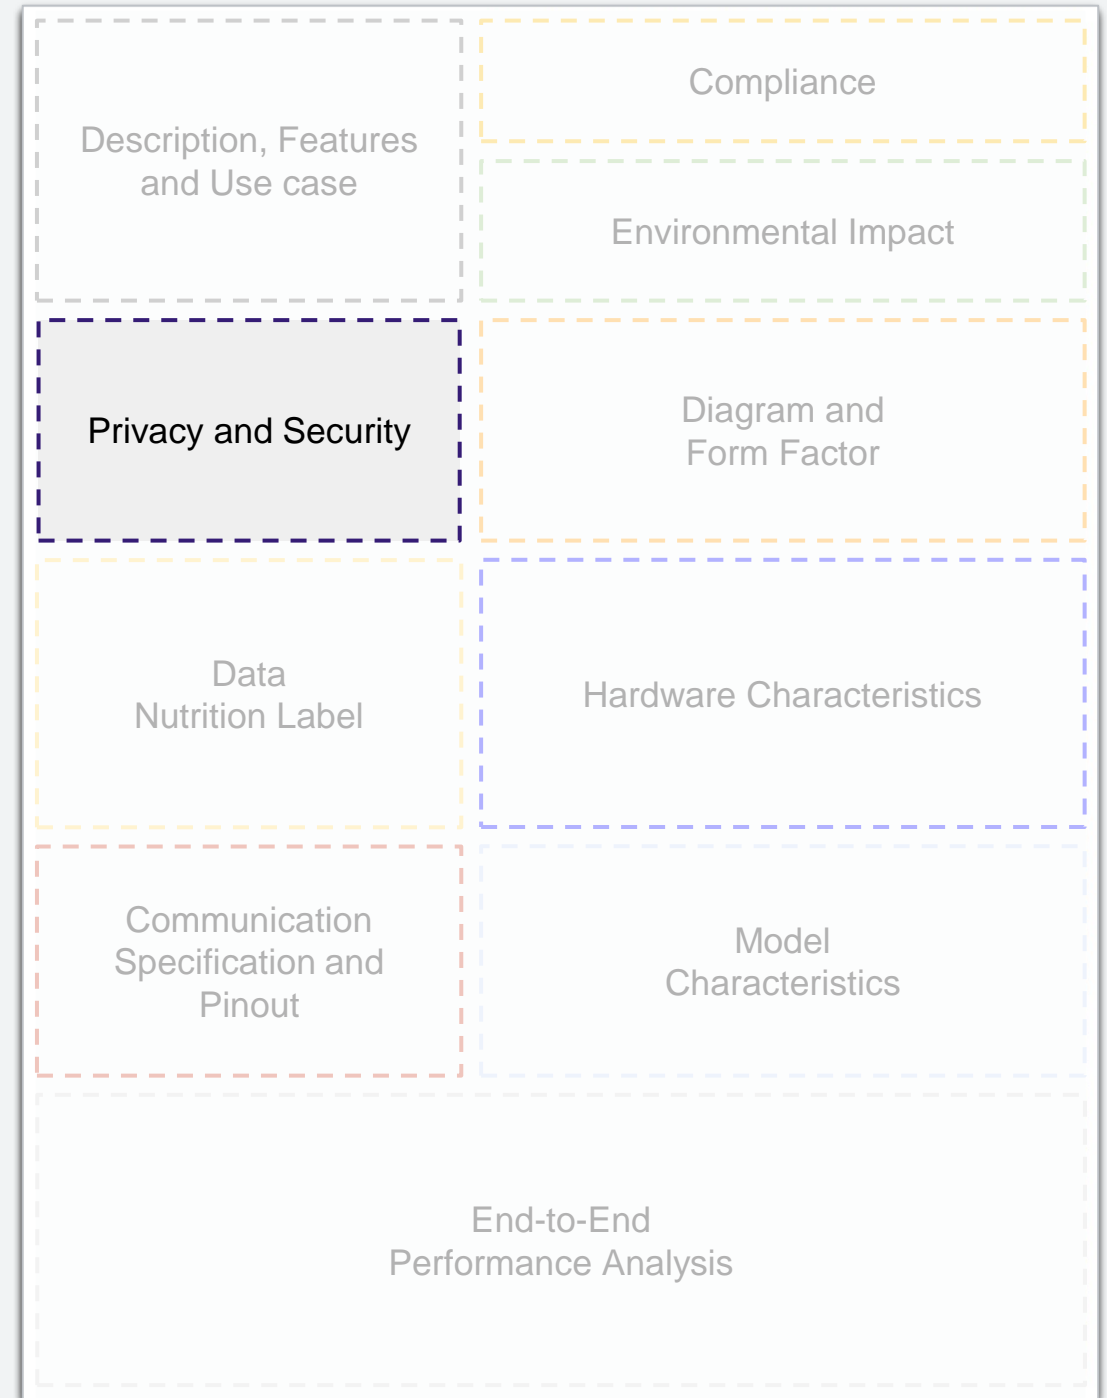 Description, Features
and Use case
Compliance
Environmental Impact
Privacy and Security
Diagram and
Form Factor
Data
Nutrition Label
Hardware Characteristics
Communication
Specification and
Pinout
Model
Characteristics
End-to-End
Performance Analysis